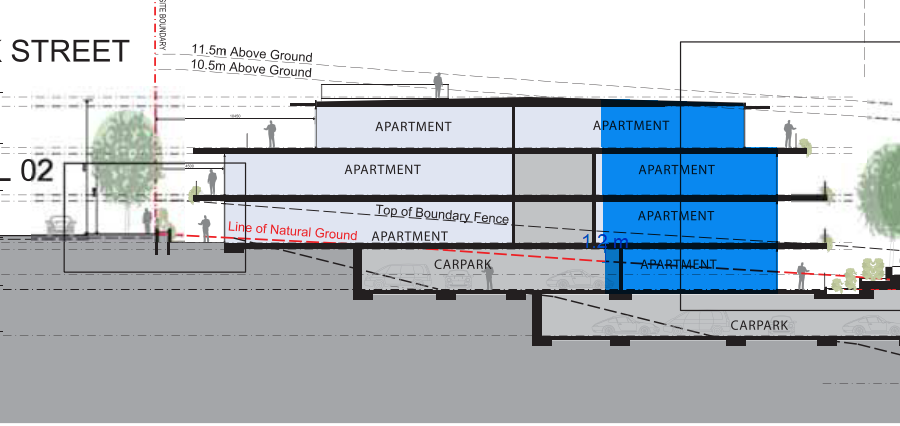 SITE BOUNDARY
STREET
11.5m Above Ground
10.5m Above Ground
APARTMENT
APARTMENT
02
APARTMENT
APARTMENT
Top of Boundary Fence
APARTMENT
Line of Natural Ground
APARTMENT
1.2 m
CARPARK
APARTMENT
CARPARK